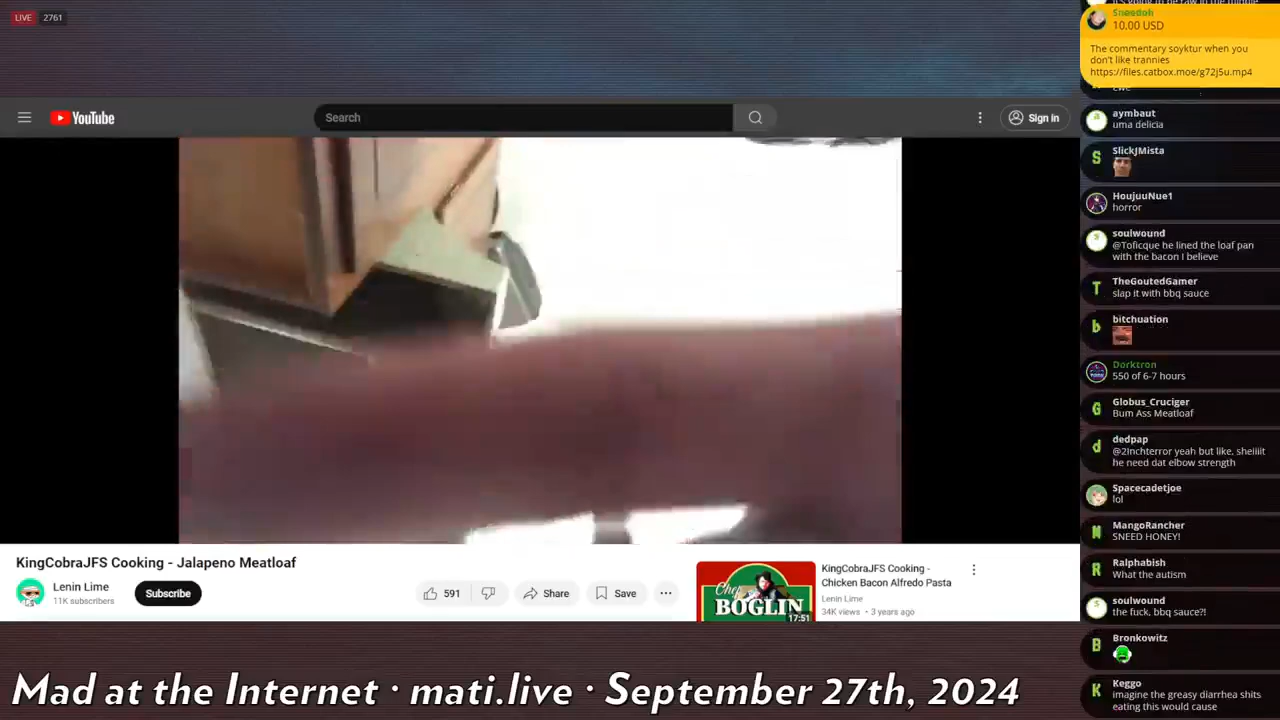 LIVE 2761
YouTube
Search
Sign in
KingCobraJFS Cooking - Jalapeno Meatloaf
Lenin Lime
11K subscribers
Subscribe
591
Share
Save
Chef
BOGLIN
17:51
KingCobraJFS Cooking -
Chicken Bacon Alfredo Pasta
Lenin Lime
34K views • 3 years ago
Mad at the Internet · mati.live · September 27th, 2024
Sneedoh
10.00 USD
The commentary soyktur when you
don't like trannies
https://files.catbox.moe/g72j5u.mp4
aymbaut
uma delicia
SlickJMista
HoujuuNue1
horror
soulwound
@Toficque he lined the loaf pan
with the bacon I believe
TheGoutedGamer
slap it with bbq sauce
bitchuation
Dorktron
550 of 6-7 hours
Globus_Cruciger
Bum Ass Meatloaf
dedpap
@2Inchterror yeah but like, sheiiiit
he need dat elbow strength
Spacecadetjoe
lol
MangoRancher
SNEED HONEY!
Ralphabish
What the autism
soulwound
the fuck, bbq sauce?!
Bronkowitz
Keggo
imagine the greasy diarrhea shits
eating this would cause